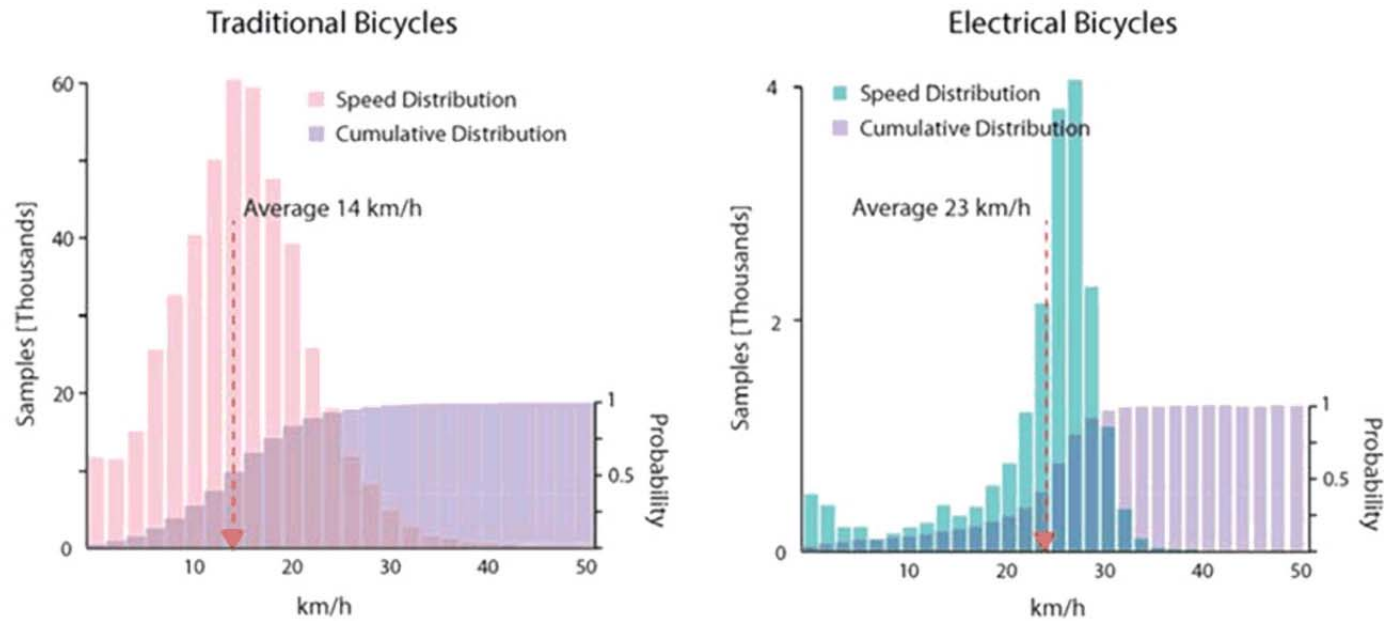 Traditional Bicycles
60
40
20
0
Samples [Thousands]
Speed Distribution
Cumulative Distribution
Average 14 km/h
1
0.5
Probability
10 20 30 40 50
km/h
Electrical Bicycles
4
2
0
Samples [Thousands]
Speed Distribution
Cumulative Distribution
Average 23 km/h
1
0.5
Probability
10 20 30 40 50
km/h